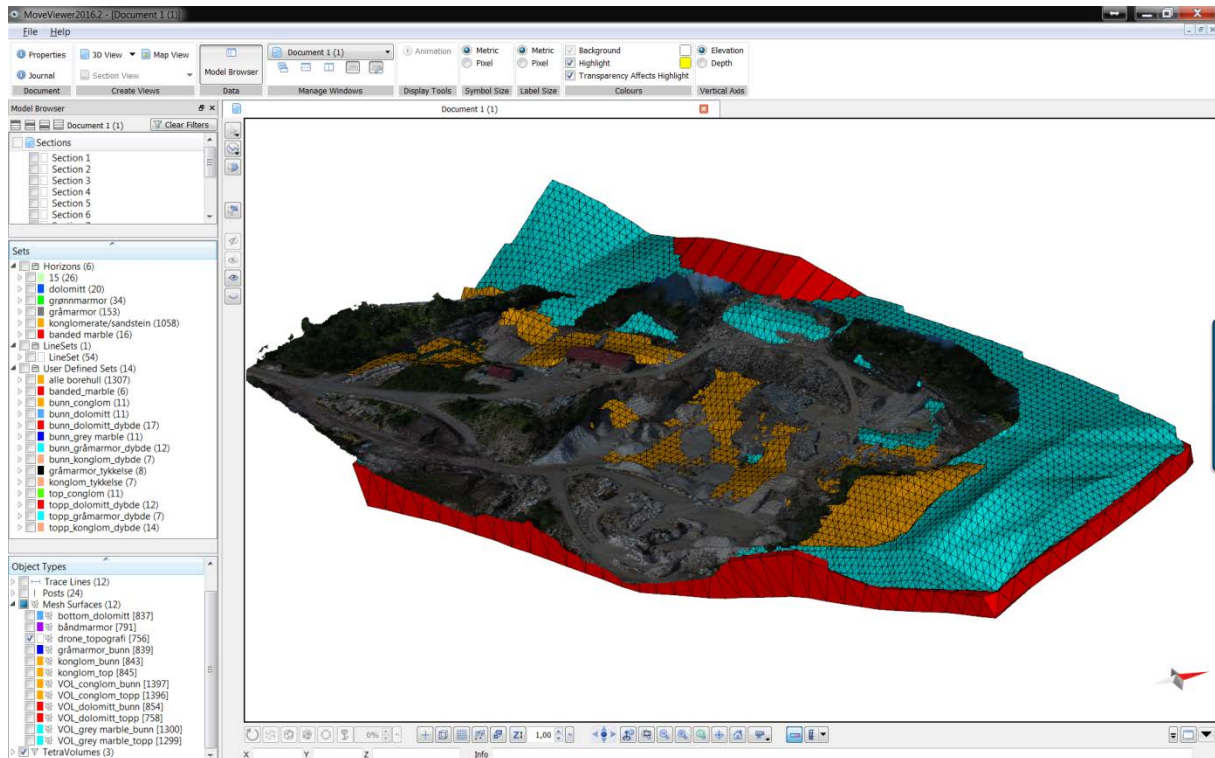 MoveViewer2016.2 - [Document 1 (1)]
File Help
Properties 3D View Map View Document 1 (1) Animation Metric Metric Background Elevation
Pixel Pixel Highlight Depth
Journal Section View Model Browser Transparency Affects Highlight
Document Create Views Data Manage Windows Display Tools Symbol Size Label Size Colours Vertical Axis
Model Browser
Document 1 (1)
Document 1 (1) Clear Filters
Sections
Section 1
Section 2
Section 3
Section 4
Section 5
Section 6
Sets
Horizons (6)
15 (26)
dolomitt (20)
grønnmarmor (34)
gråmarmor (153)
konglomerate/sandstein (1058)
banded marble (16)
LineSets (1)
LineSet (54)
User Defined Sets (14)
alle borehull (1307)
banded_marble (6)
bunn_conglom (11)
bunn_dolomitt (11)
bunn_dolomitt_dybde (17)
bunn_grey marble (11)
bunn_gråmarmor_dybde (12)
bunn_konglom_dybde (7)
gråmarmor_tykkelse (8)
konglom_tykkelse (7)
top_conglom (11)
topp_dolomitt_dybde (12)
topp_gråmarmor_dybde (7)
topp_konglom_dybde (14)
Object Types
Trace Lines (12)
Posts (24)
Mesh Surfaces (12)
bottom_dolomitt [837]
båndmarmor [791]
drone_topografi [756]
gråmarmor_bunn [839]
konglom_bunn [843]
konglom_top [845]
VOL_conglom_bunn [1397]
VOL_conglom_topp [1396]
VOL_dolomitt_bunn [854]
VOL_dolomitt_topp [758]
VOL_grey marble_bunn [1300]
VOL_grey marble_topp [1299]
TetraVolumes (3)
0% 1,00
X Y Z Info